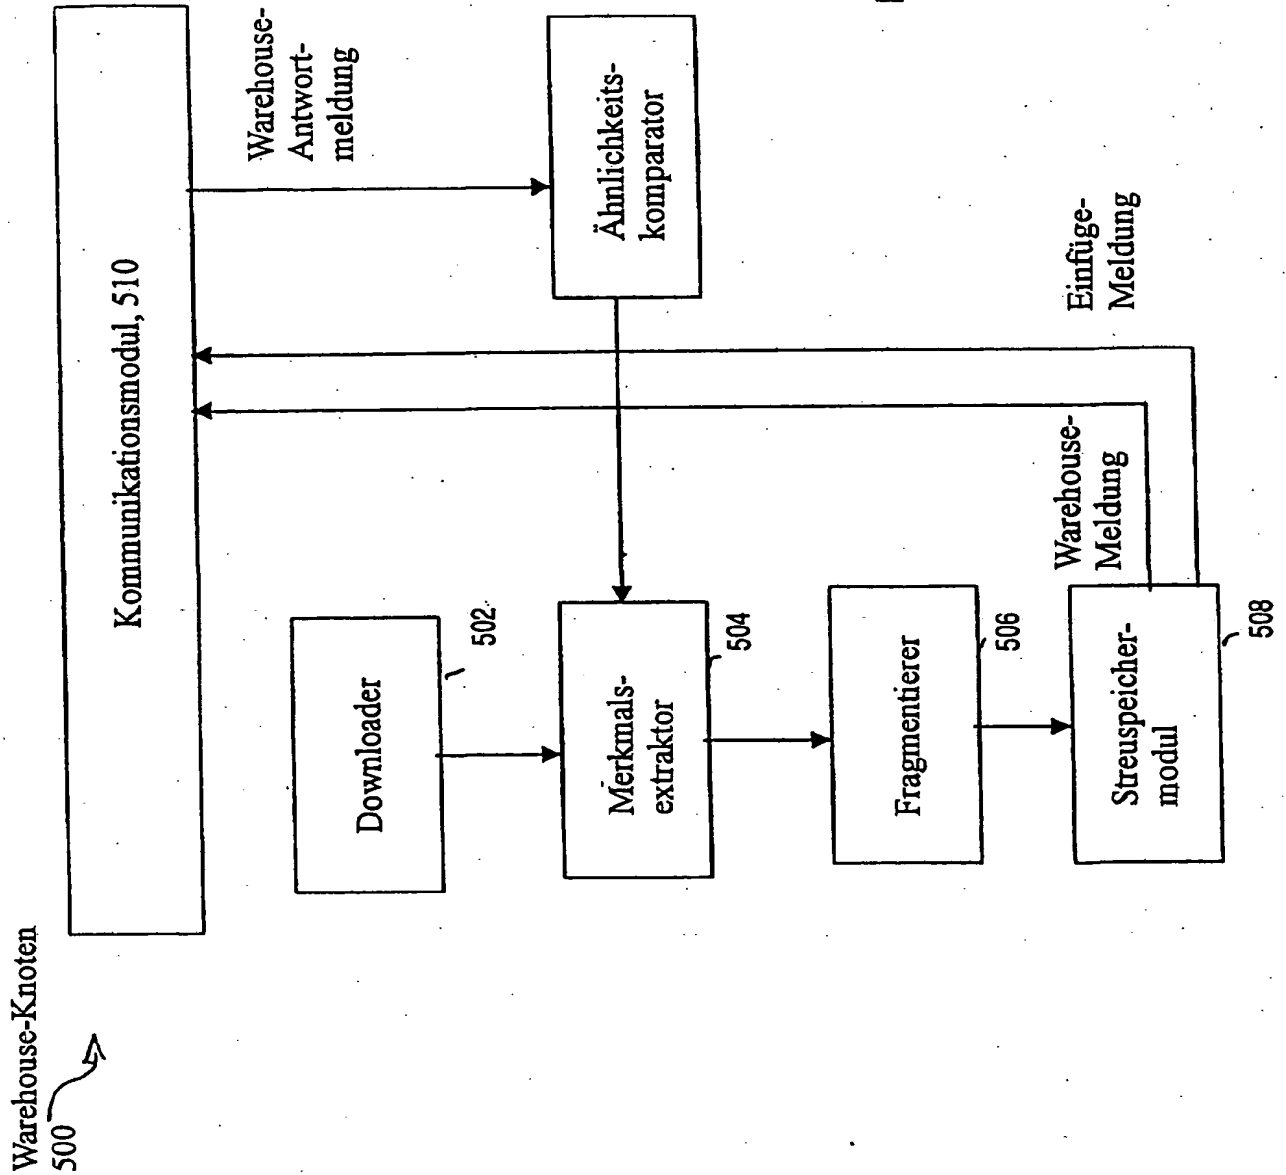 Warehouse-Knoten
500
Kommunikationsmodul, 510
Warehouse-
Antwort-
meldung
Downloader
502
Merkmals-
extraktor
504
Ähnlichkeits-
komparator
Fragmentierer
506
Warehouse-
Meldung
Einfüge-
Meldung
Streuspeicher-
modul
508